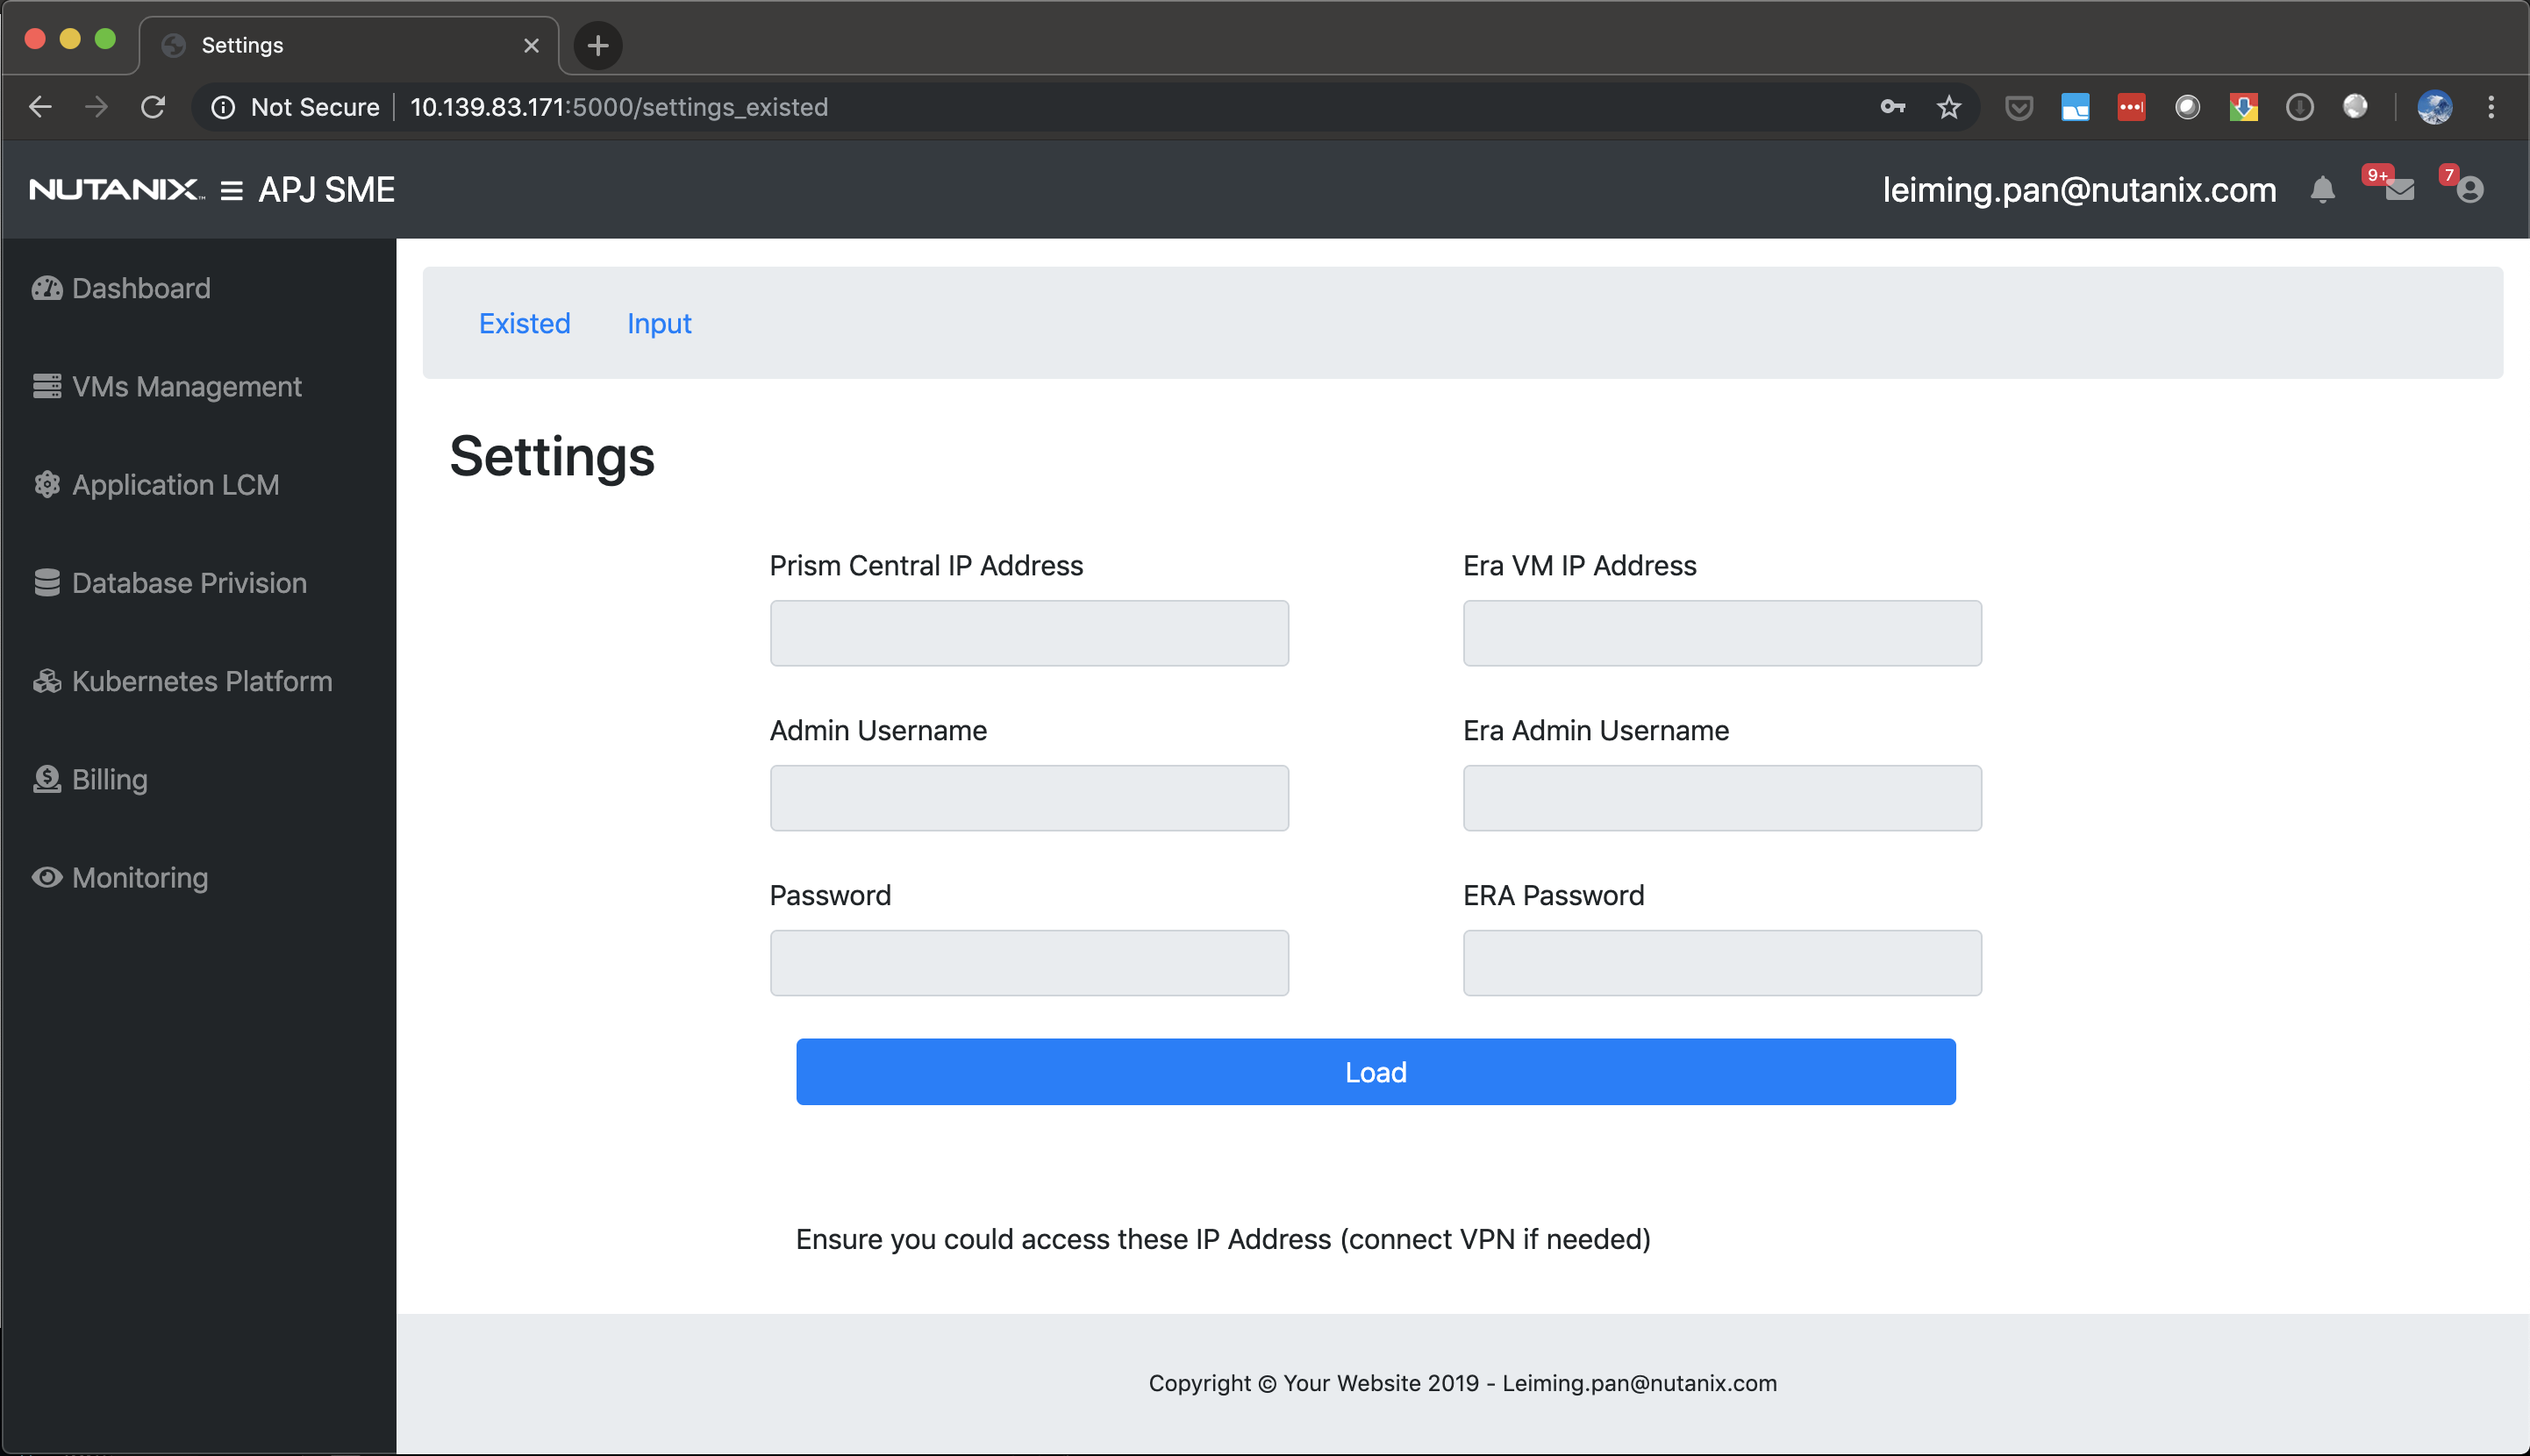 Settings
Not Secure 10.139.83.171:5000/settings_existed
NUTANIX™ APJ SME
leiming.pan@nutanix.com 9+ 7
Dashboard
VMs Management
Application LCM
Database Privision
Kubernetes Platform
Billing
Monitoring
Existed Input
Settings
Prism Central IP Address Era VM IP Address
Admin Username Era Admin Username
Password ERA Password
Load
Ensure you could access these IP Address (connect VPN if needed)
Copyright © Your Website 2019 - Leiming.pan@nutanix.com